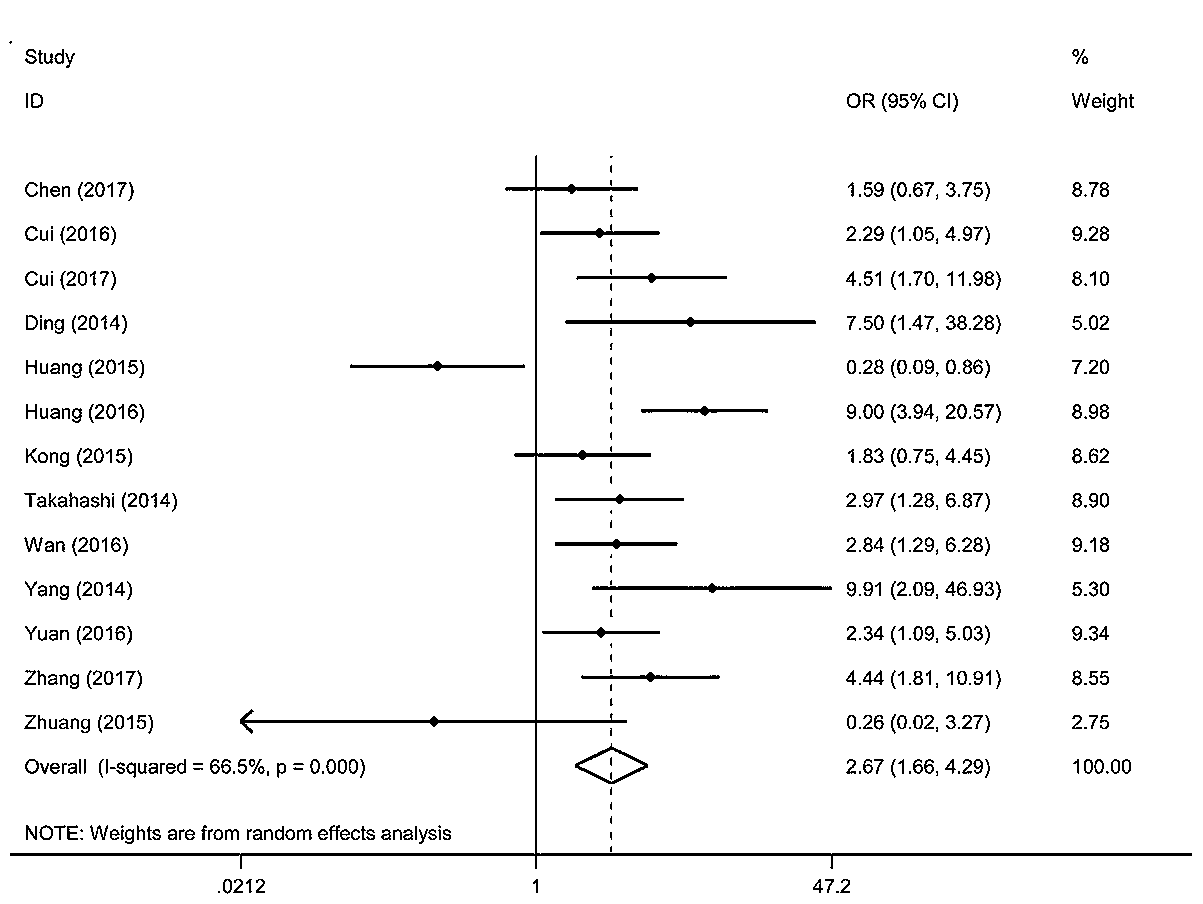 Study %
ID OR (95% CI) Weight
Chen (2017) 1.59 (0.67, 3.75) 8.78
Cui (2016) 2.29 (1.05, 4.97) 9.28
Cui (2017) 4.51 (1.70, 11.98) 8.10
Ding (2014) 7.50 (1.47, 38.28) 5.02
Huang (2015) 0.28 (0.09, 0.86) 7.20
Huang (2016) 9.00 (3.94, 20.57) 8.98
Kong (2015) 1.83 (0.75, 4.45) 8.62
Takahashi (2014) 2.97 (1.28, 6.87) 8.90
Wan (2016) 2.84 (1.29, 6.28) 9.18
Yang (2014) 9.91 (2.09, 46.93) 5.30
Yuan (2016) 2.34 (1.09, 5.03) 9.34
Zhang (2017) 4.44 (1.81, 10.91) 8.55
Zhuang (2015) 0.26 (0.02, 3.27) 2.75
Overall (I-squared = 66.5%, p = 0.000) 2.67 (1.66, 4.29) 100.00
NOTE: Weights are from random effects analysis
.0212 1 47.2